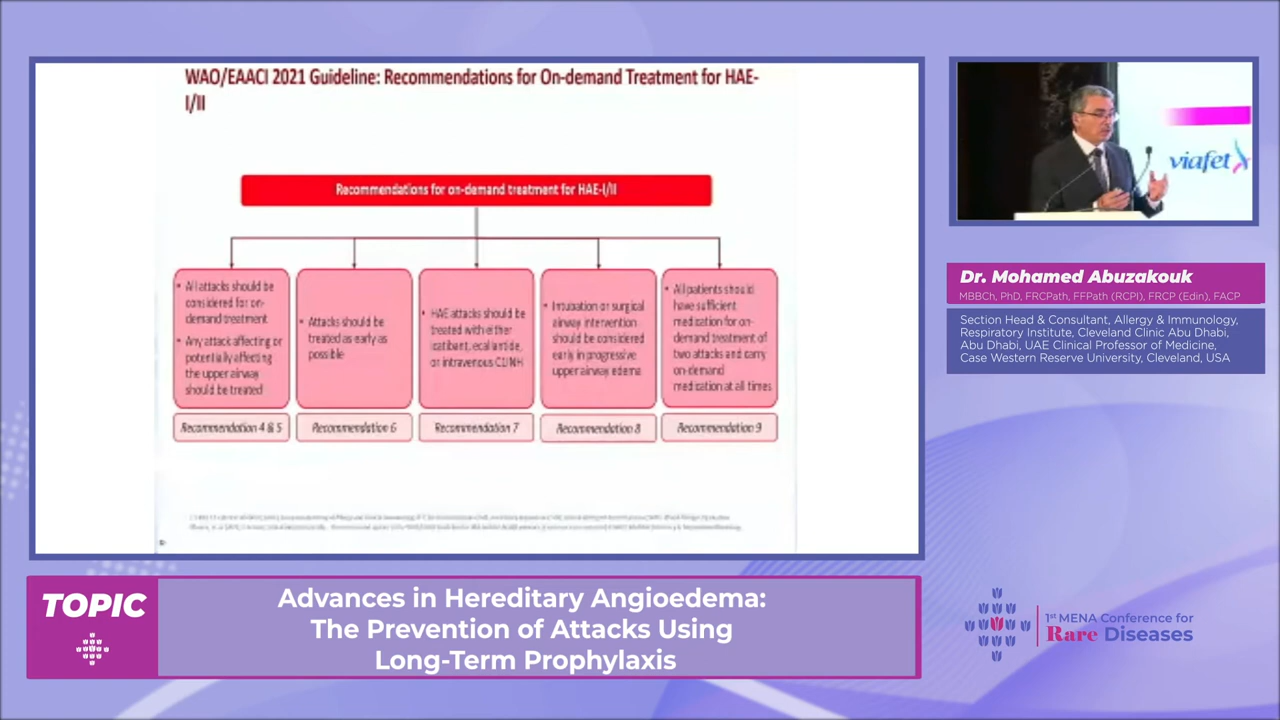 WAO/EAACI 2021 Guideline: Recommendations for On-demand Treatment for HAE-
I/II
Recommendations for on-demand treatment for HAE-I/II
• All attacks should be
considered for on-
demand treatment
• Any attack affecting or
potentially affecting
the upper airway
should be treated
Recommendation 4 & 5
• Attacks should be
treated as early as
possible
Recommendation 6
• HAE attacks should be
treated with either
icatibant, ecallantide,
or intravenous C1INH
Recommendation 7
• Intubation or surgical
airway intervention
should be considered
early in progressive
upper airway edema
Recommendation 8
• All patients should
have sufficient
medication for on-
demand treatment of
two attacks and carry
on-demand
medication at all times
Recommendation 9
viafet
Dr. Mohamed Abuzakouk
MBBCh, PhD, FRCPath, FFPath (RCPI), FRCP (Edin), FACP
Section Head & Consultant, Allergy & Immunology,
Respiratory Institute, Cleveland Clinic Abu Dhabi,
Abu Dhabi, UAE Clinical Professor of Medicine,
Case Western Reserve University, Cleveland, USA
TOPIC
Advances in Hereditary Angioedema:
The Prevention of Attacks Using
Long-Term Prophylaxis
1st MENA Conference for
Rare Diseases